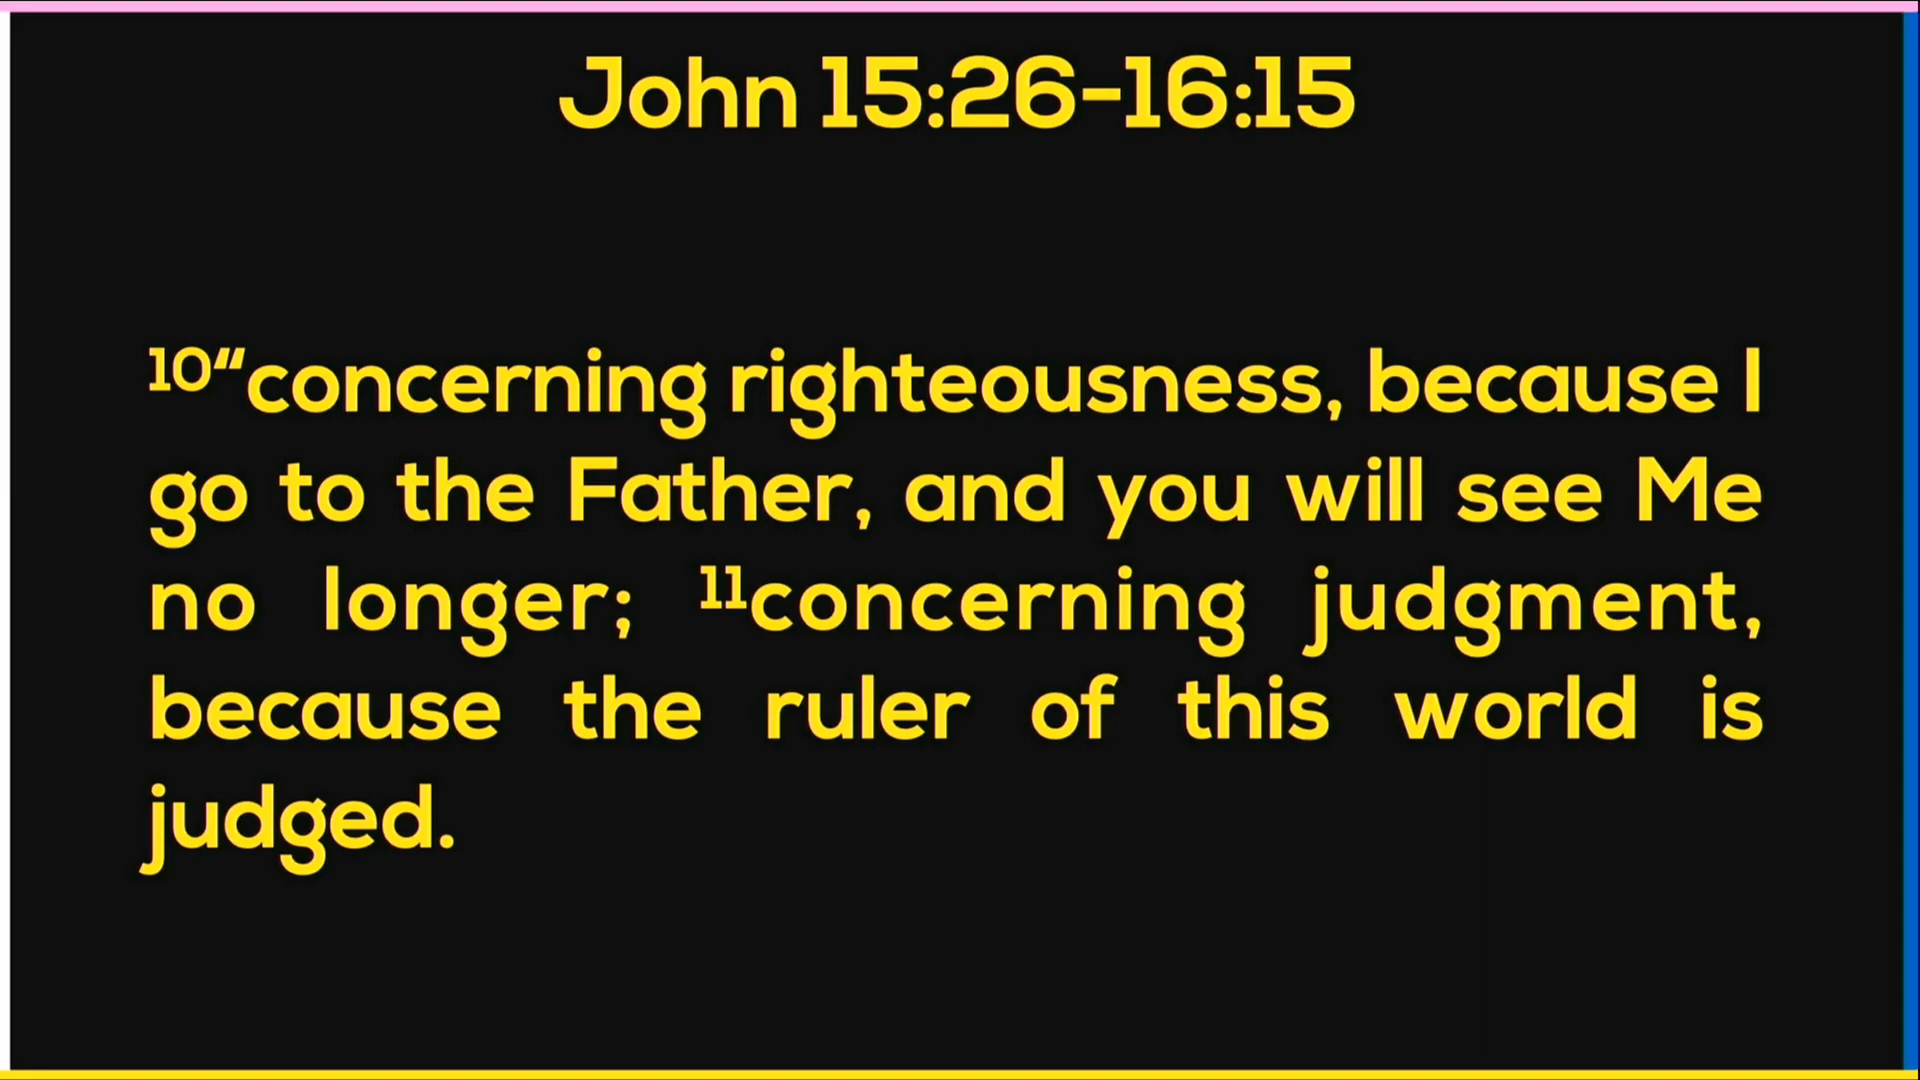 John 15:26-16:15
10“concerning righteousness, because I
go to the Father, and you will see Me
no longer; 11concerning judgment,
because the ruler of this world is
judged.